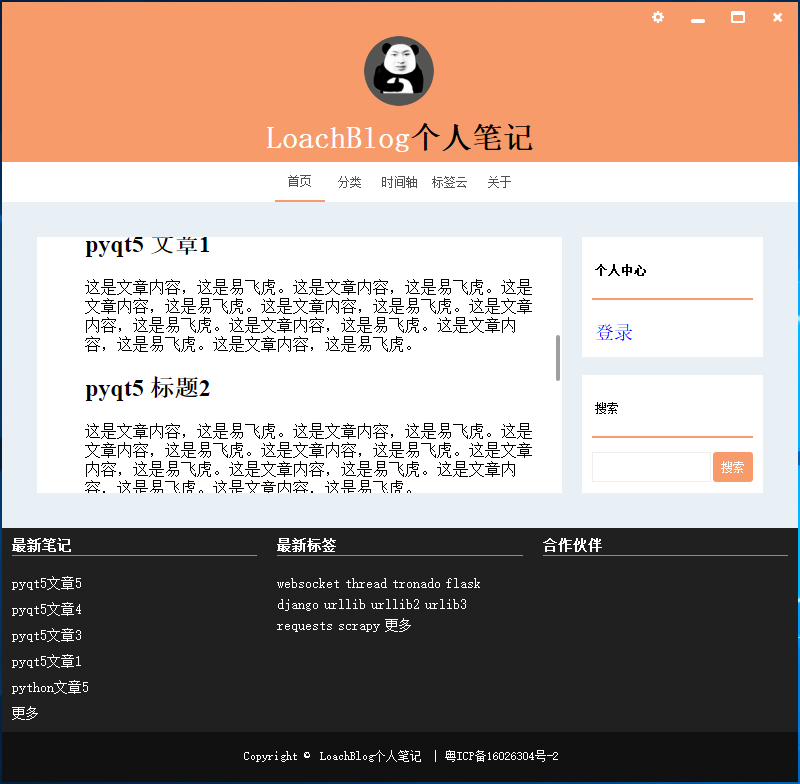 LoachBlog个人笔记
首页 分类 时间轴 标签云 关于
pyqt5 文章1
这是文章内容，这是易飞虎。这是文章内容，这是易飞虎。这是
文章内容，这是易飞虎。这是文章内容，这是易飞虎。这是文章
内容，这是易飞虎。这是文章内容，这是易飞虎。这是文章内
容，这是易飞虎。这是文章内容，这是易飞虎。
pyqt5 标题2
这是文章内容，这是易飞虎。这是文章内容，这是易飞虎。这是
文章内容，这是易飞虎。这是文章内容，这是易飞虎。这是文章
内容，这是易飞虎。这是文章内容，这是易飞虎。这是文章内
容，这是易飞虎。这是文章内容，这是易飞虎。
个人中心
登录
搜索
搜索
最新笔记
pyqt5文章5
pyqt5文章4
pyqt5文章3
pyqt5文章1
python文章5
更多
最新标签
websocket thread tronado flask
django urllib urllib2 urlib3
requests scrapy 更多
合作伙伴
Copyright © LoachBlog个人笔记 | 粤ICP备16026304号-2